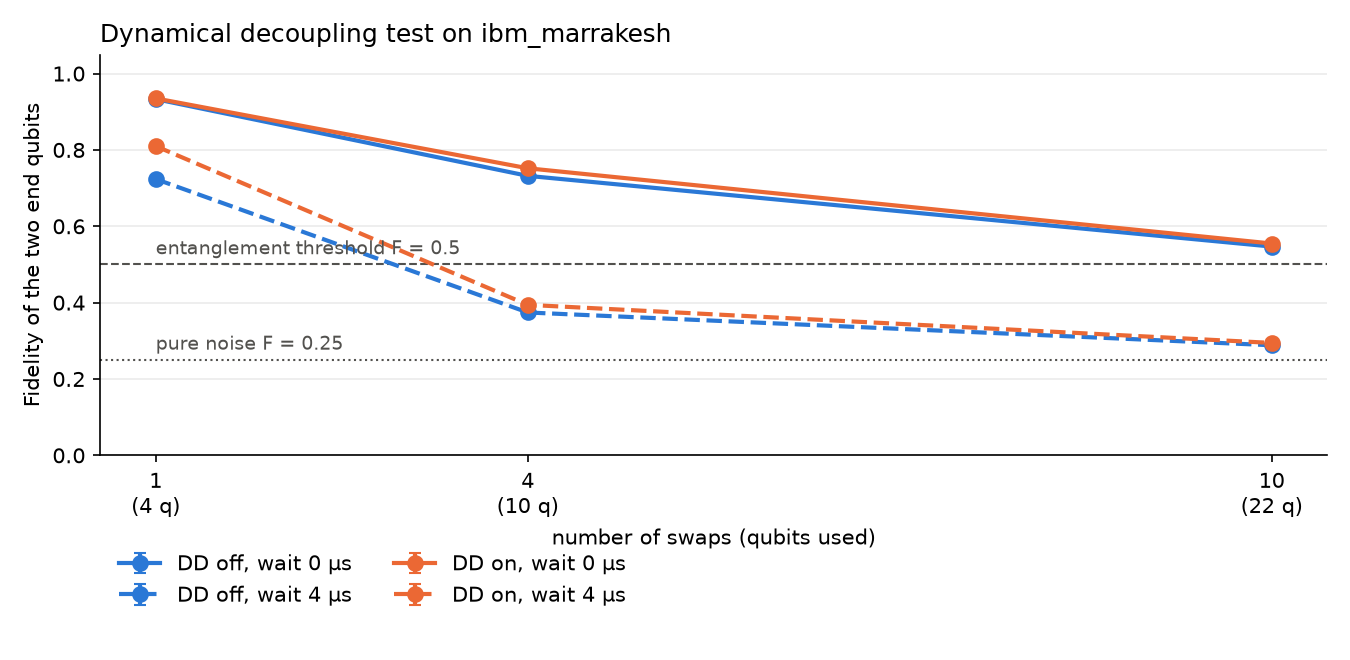 Dynamical decoupling test on ibm_marrakesh
Fidelity of the two end qubits
1.0
0.8
0.6
0.4
0.2
0.0
entanglement threshold F = 0.5
pure noise F = 0.25
1 4 10
(4 q) (10 q) (22 q)
number of swaps (qubits used)
DD off, wait 0 µs DD on, wait 0 µs
DD off, wait 4 µs DD on, wait 4 µs